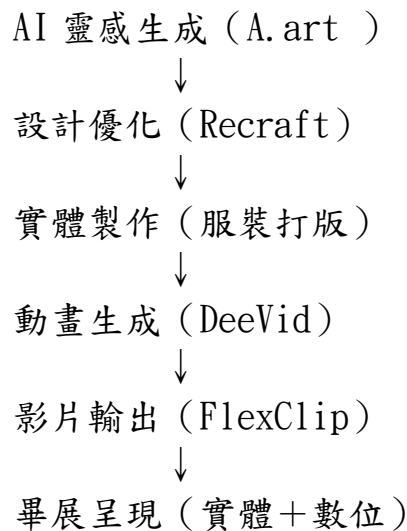 AI 靈感生成（A.art ）
↓
設計優化（Recraft）
↓
實體製作（服裝打版）
↓
動畫生成（DeeVid）
↓
影片輸出（FlexClip）
↓
畢展呈現（實體＋數位）